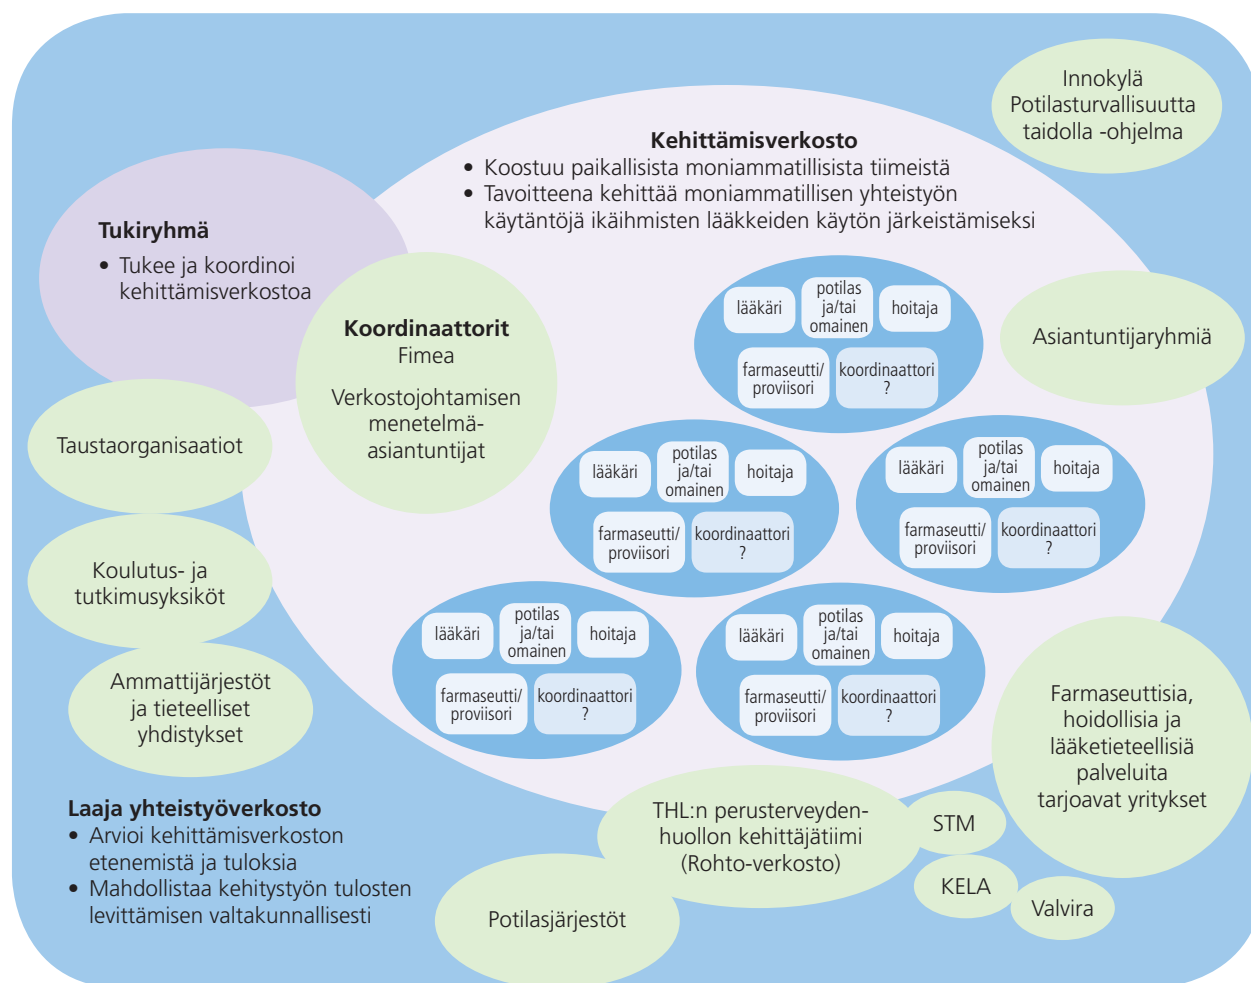 Innokylä
Potilasturvallisuutta
taidolla -ohjelma
Kehittämisverkosto
• Koostuu paikallisista moniammatillisista tiimeistä
• Tavoitteena kehittää moniammatillisen yhteistyön
käytäntöjä ikäihmisten lääkkeiden käytön järkeistämiseksi
Tukiryhmä
• Tukee ja koordinoi
kehittämisverkostoa
Koordinaattorit
Fimea
Verkostojohtamisen
menetelmä-
asiantuntijat
lääkäri
potilas
ja/tai
omainen
hoitaja
farmaseutti/
proviisori
koordinaattori
?
Asiantuntijaryhmiä
Taustaorganisaatiot
lääkäri
potilas
ja/tai
omainen
hoitaja
farmaseutti/
proviisori
koordinaattori
?
lääkäri
potilas
ja/tai
omainen
hoitaja
farmaseutti/
proviisori
koordinaattori
?
Koulutus- ja
tutkimusyksiköt
lääkäri
potilas
ja/tai
omainen
hoitaja
farmaseutti/
proviisori
koordinaattori
?
lääkäri
potilas
ja/tai
omainen
hoitaja
farmaseutti/
proviisori
koordinaattori
?
Ammattijärjestöt
ja tieteelliset
yhdistykset
Farmaseuttisia,
hoidollisia ja
lääketieteellisiä
palveluita
tarjoavat yritykset
Laaja yhteistyöverkosto
• Arvioi kehittämisverkoston
etenemistä ja tuloksia
• Mahdollistaa kehitystyön tulosten
levittämisen valtakunnallisesti
THL:n perusterveyden-
huollon kehittäjätiimi
(Rohto-verkosto)
STM
KELA
Valvira
Potilasjärjestöt